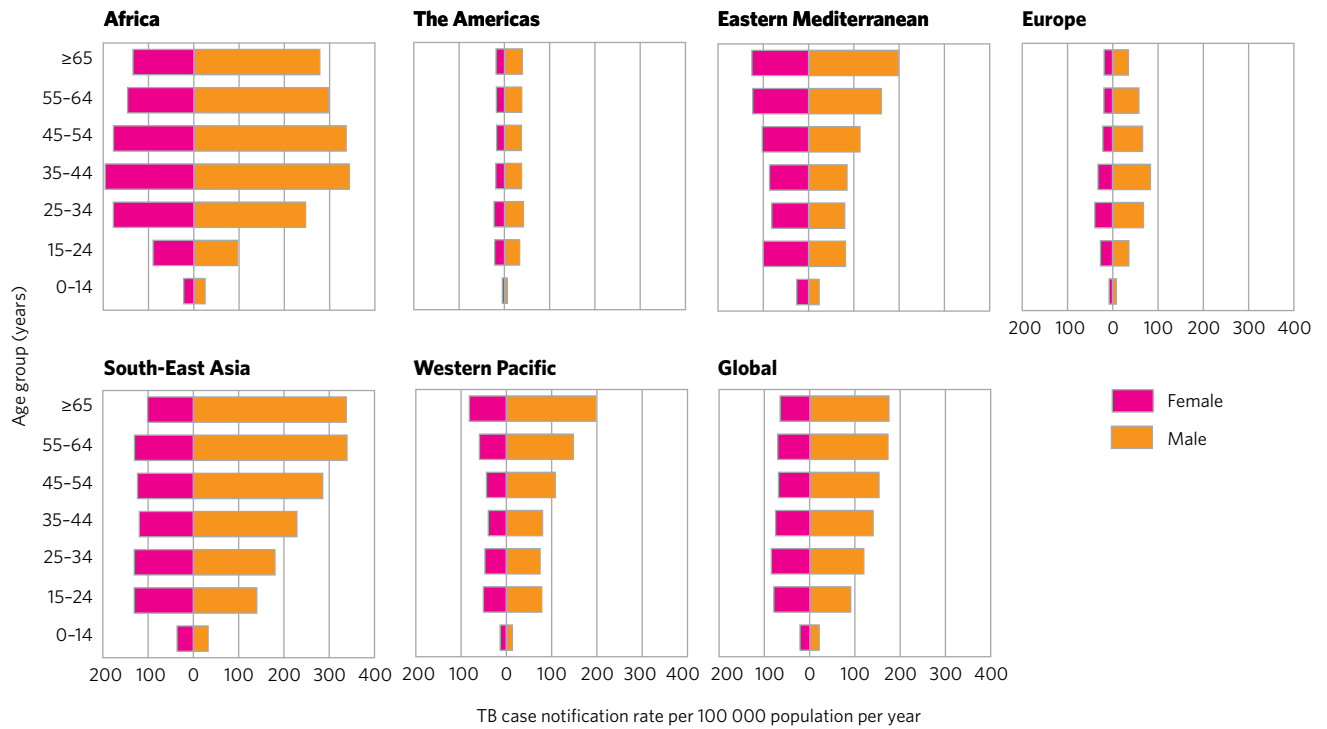 Africa
The Americas
Eastern Mediterranean
Europe
≥65
55–64
45–54
35–44
25–34
15–24
0–14
200 100 0 100 200 300 400
Age group (years)
South-East Asia
Western Pacific
Global
≥65
55–64
45–54
35–44
25–34
15–24
0–14
200 100 0 100 200 300 400
200 100 0 100 200 300 400
200 100 0 100 200 300 400
Female
Male
TB case notification rate per 100 000 population per year